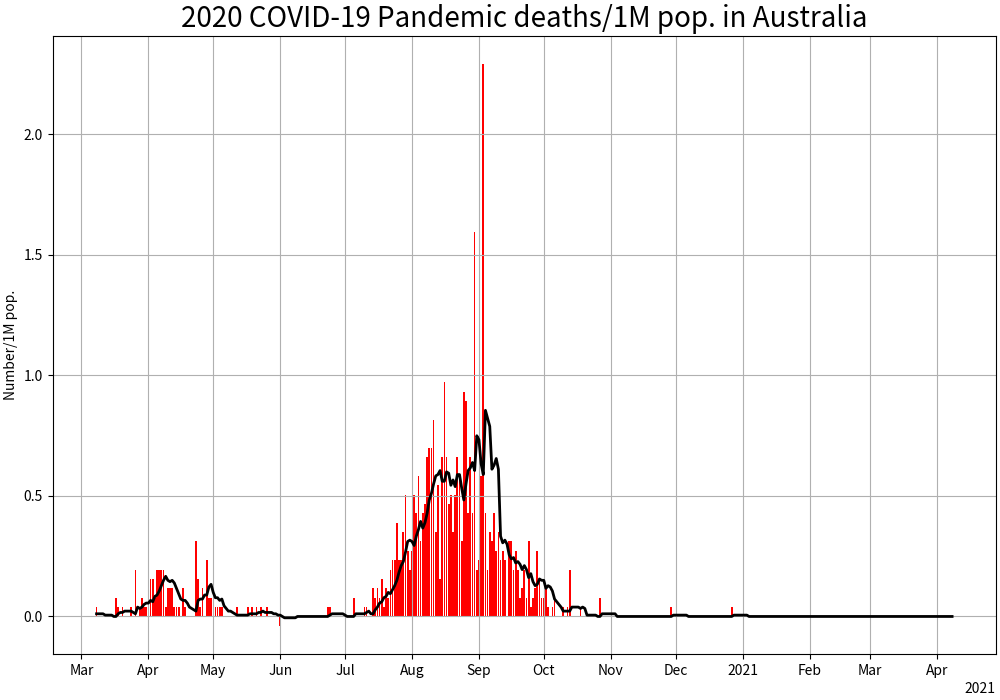 2020 COVID-19 Pandemic deaths/1M pop. in Australia
Number/1M pop.
2.0
1.5
1.0
0.5
0.0
Mar Apr May Jun Jul Aug Sep Oct Nov Dec 2021 Feb Mar Apr
2021